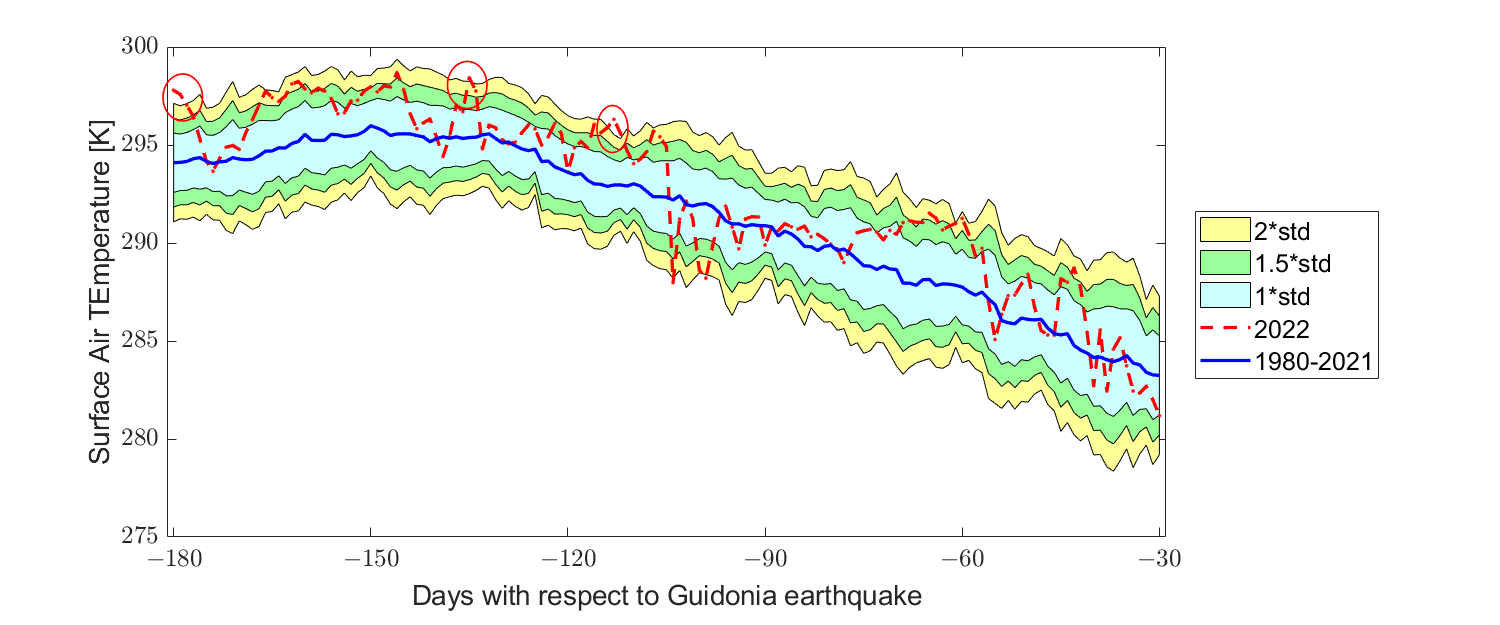 300
295
290
285
280
275
−180
−150
−120
−90
−60
−30
Surface Air TEmperature [K]
Days with respect to Guidonia earthquake
2*std
1.5*std
1*std
2022
1980-2021